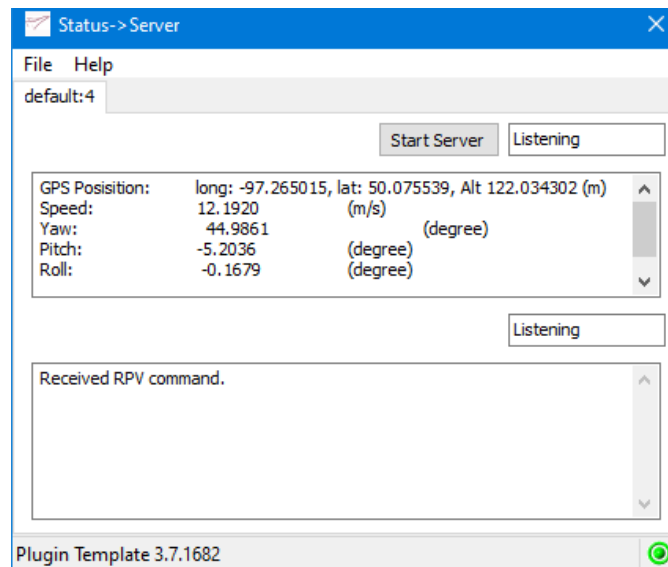 Status->Server
File Help
default:4
Start Server Listening
GPS Posisition: long: -97.265015, lat: 50.075539, Alt 122.034302 (m)
Speed: 12.1920 (m/s)
Yaw: 44.9861 (degree)
Pitch: -5.2036 (degree)
Roll: -0.1679 (degree)
Listening
Received RPV command.
Plugin Template 3.7.1682